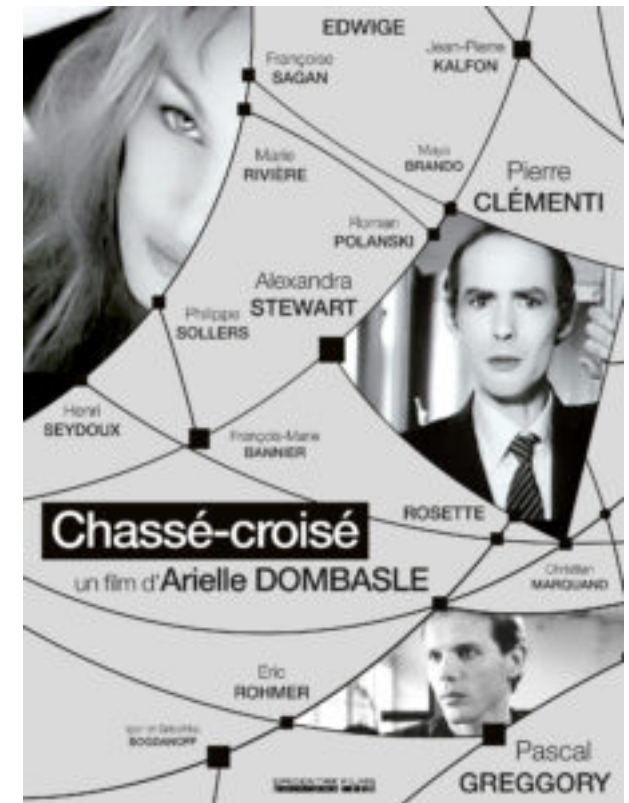 EDWIGE
Jean-Pierre
KALFON
Françoise
SAGAN
Marie
RIVIÈRE
Maya
BRANDO
Pierre
CLÉMENTI
Roman
POLANSKI
Alexandra
STEWART
Philippe
SOLLERS
Henri
SEYDOUX
François-Marie
BANNIER
Chassé-croisé
ROSETTE
un film d'Arielle DOMBASLE
Christian
MARQUAND
Eric
ROHMER
BOGDANOFF
Pascal
GREGGORY